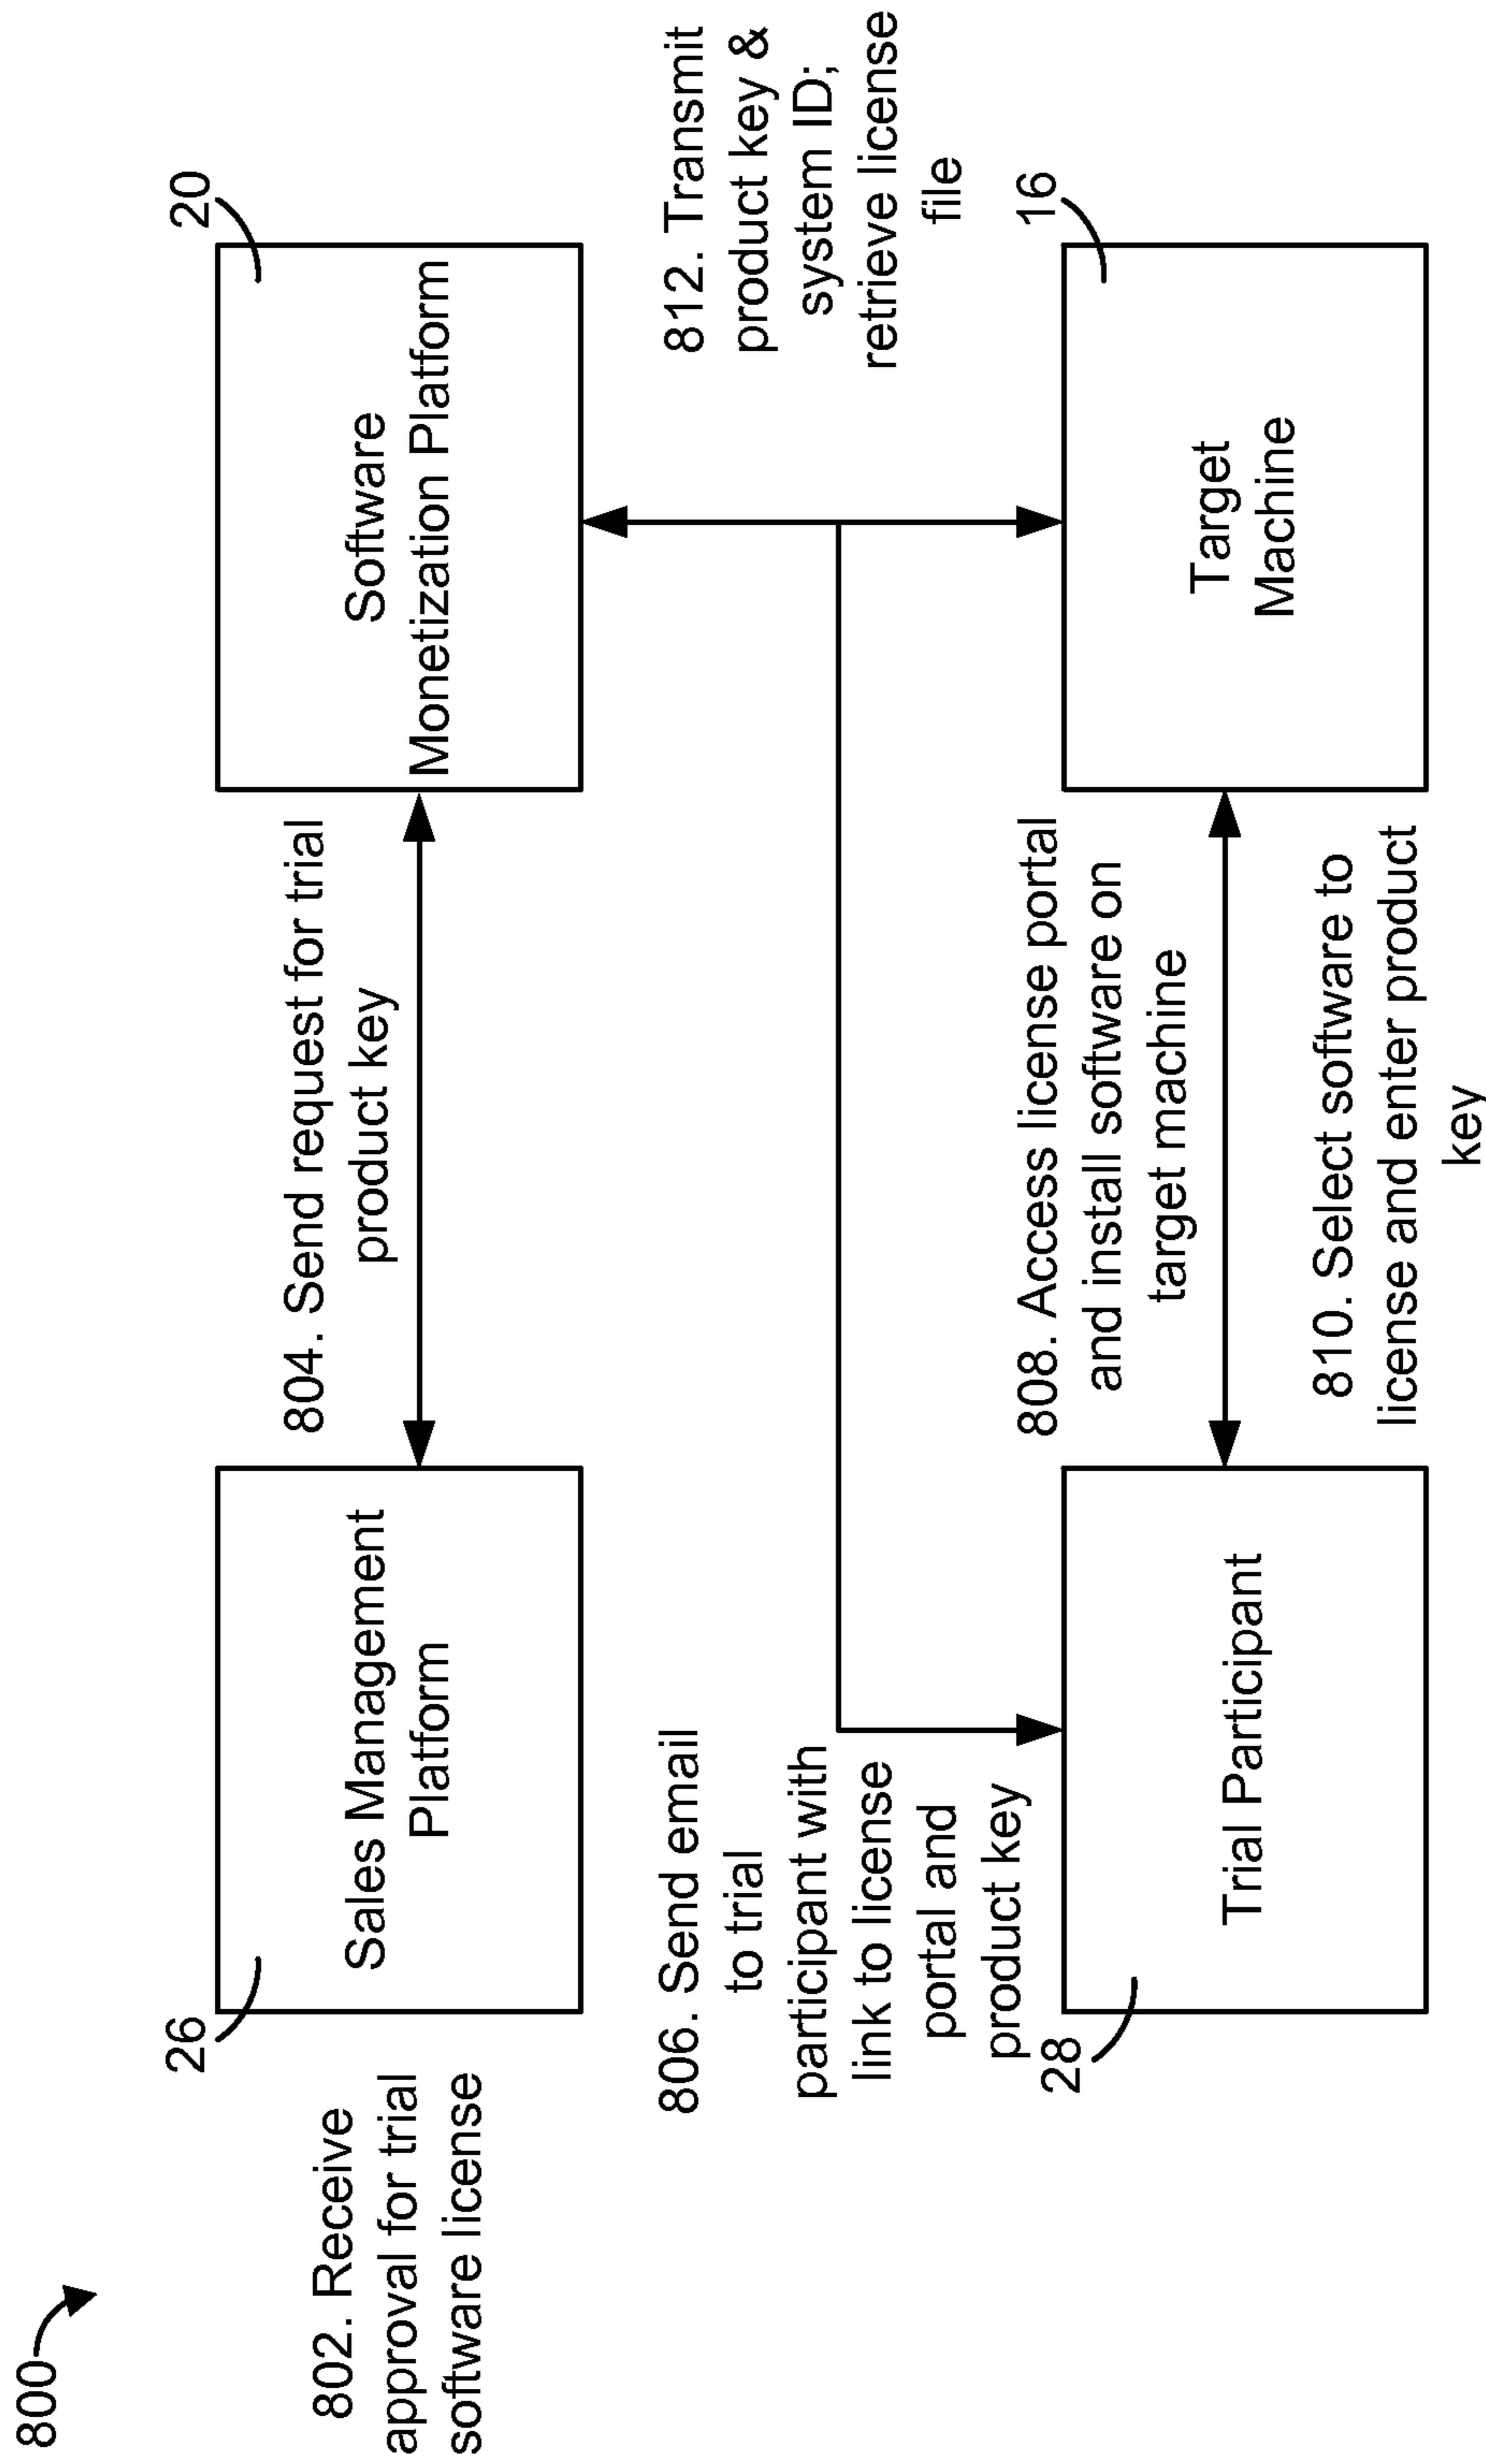 800
802. Receive
approval for trial
software license
26
Sales Management
Platform
804. Send request for trial
product key
20
Software
Monetization Platform
806. Send email
to trial
participant with
link to license
portal and
product key
812. Transmit
product key &
system ID;
retrieve license
file
28
Trial Participant
808. Access license portal
and install software on
target machine
810. Select software to
license and enter product
key
16
Target
Machine